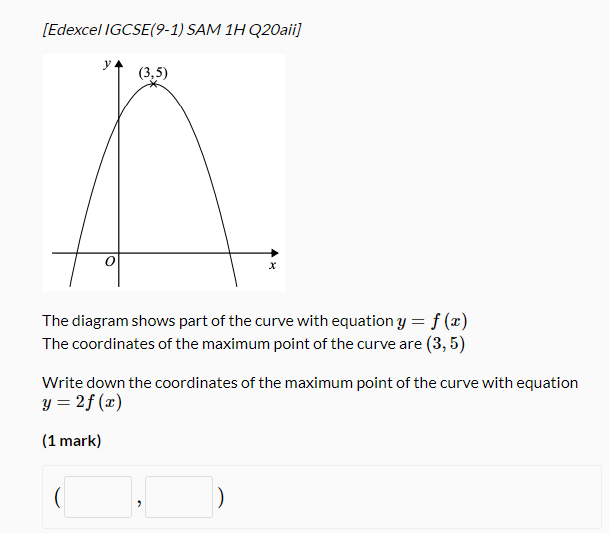 [Edexcel IGCSE(9-1) SAM 1H Q20aii]
y
(3,5)
O
x
The diagram shows part of the curve with equation y = f (x)
The coordinates of the maximum point of the curve are (3, 5)
Write down the coordinates of the maximum point of the curve with equation
y = 2f (x)
(1 mark)
( , )